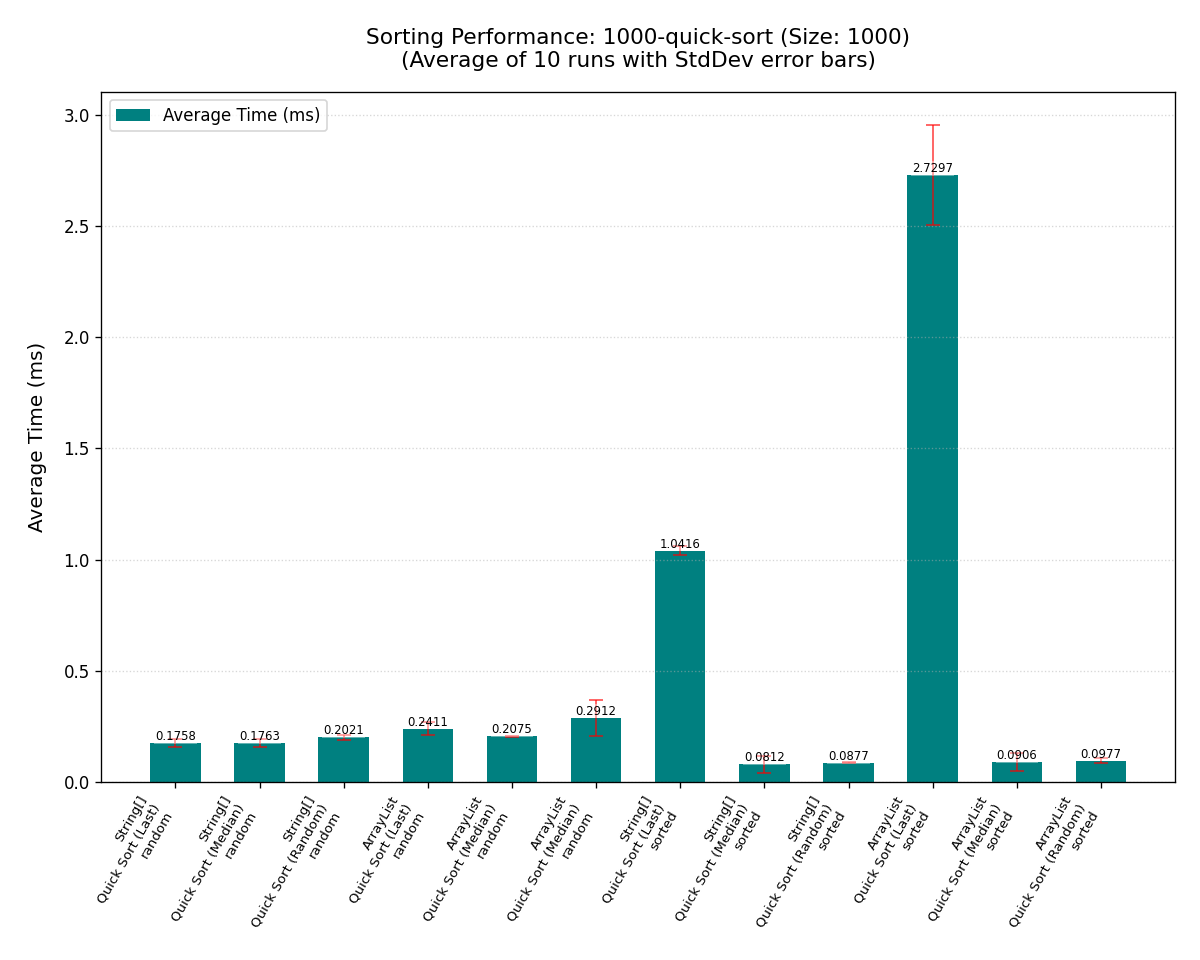 Sorting Performance: 1000-quick-sort (Size: 1000)
(Average of 10 runs with StdDev error bars)
Average Time (ms)
Average Time (ms)
3.0
2.5
2.0
1.5
1.0
0.5
0.0
0.1758
0.1763
0.2021
0.2411
0.2075
0.2912
1.0416
0.0812
0.0877
2.7297
0.0906
0.0977
String[]
Quick Sort (Last)
random
String[]
Quick Sort (Median)
random
String[]
Quick Sort (Random)
random
ArrayList
Quick Sort (Last)
random
ArrayList
Quick Sort (Median)
random
ArrayList
Quick Sort (Median)
random
String[]
Quick Sort (Last)
sorted
String[]
Quick Sort (Median)
sorted
String[]
Quick Sort (Random)
sorted
ArrayList
Quick Sort (Last)
sorted
ArrayList
Quick Sort (Median)
sorted
ArrayList
Quick Sort (Random)
sorted